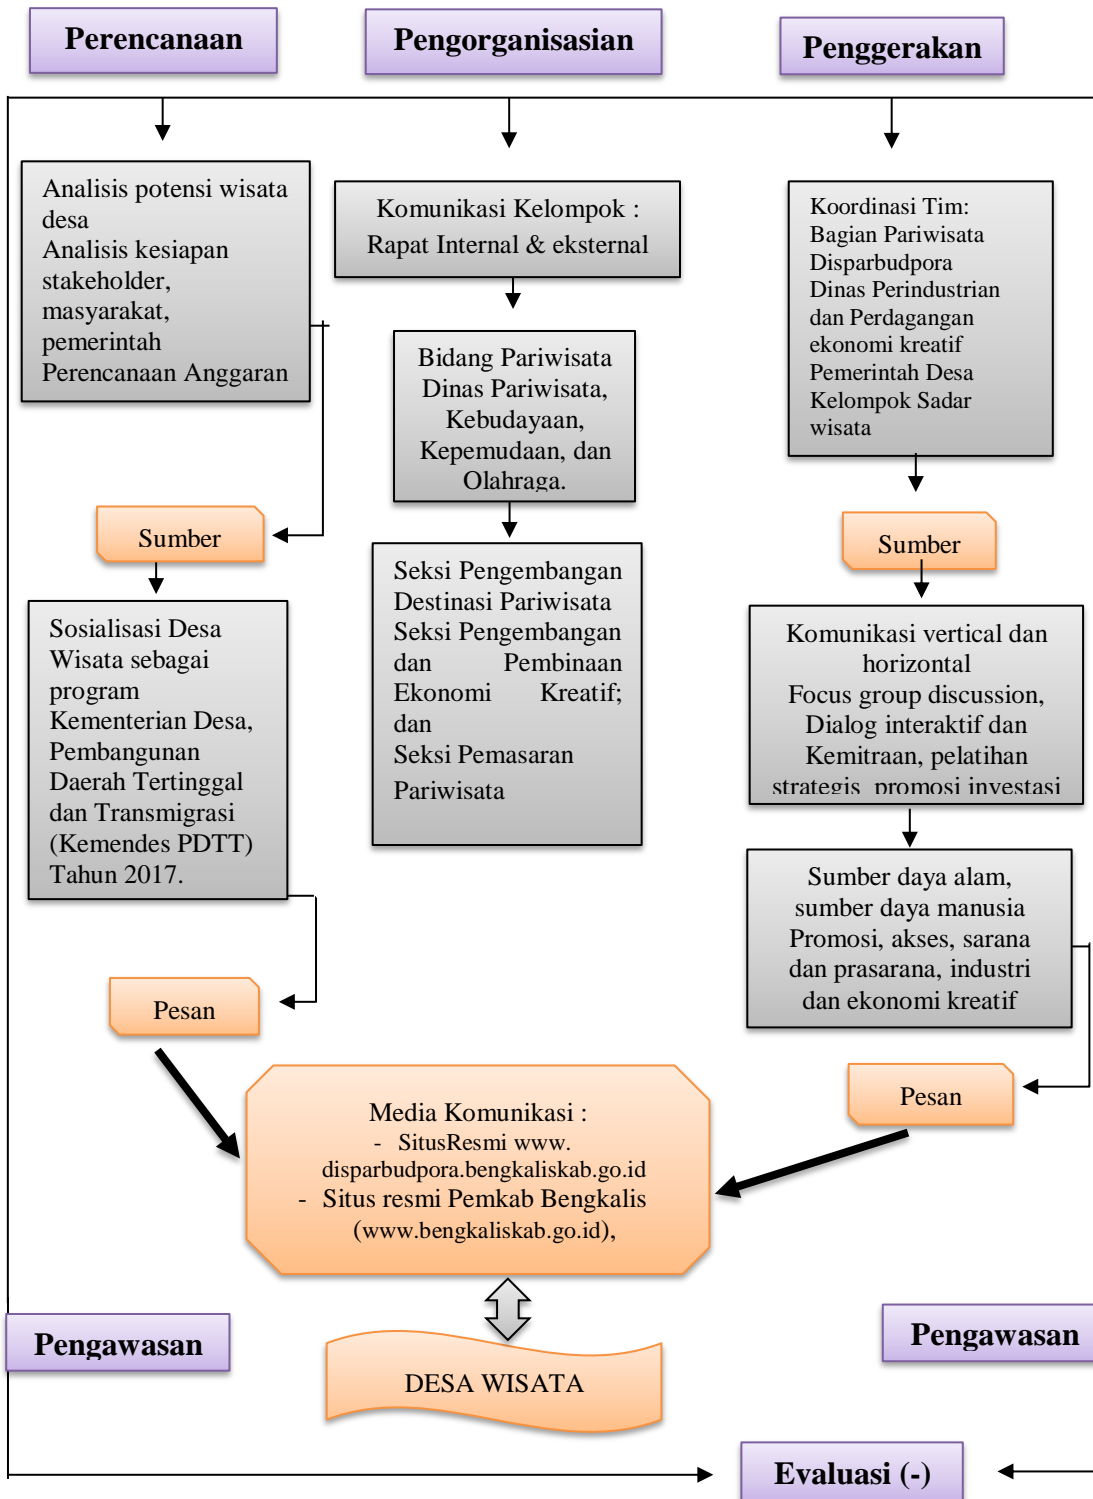 Perencanaan
Pengorganisasian
Penggerakan
Analisis potensi wisata
desa
Analisis kesiapan
stakeholder,
masyarakat,
pemerintah
Perencanaan Anggaran
Komunikasi Kelompok :
Rapat Internal & eksternal
Koordinasi Tim:
Bagian Pariwisata
Disparbudpora
Dinas Perindustrian
dan Perdagangan
ekonomi kreatif
Pemerintah Desa
Kelompok Sadar
wisata
Bidang Pariwisata
Dinas Pariwisata,
Kebudayaan,
Kepemudaan, dan
Olahraga.
Sumber
Sumber
Sosialisasi Desa
Wisata sebagai
program
Kementerian Desa,
Pembangunan
Daerah Tertinggal
dan Transmigrasi
(Kemendes PDTT)
Tahun 2017.
Seksi Pengembangan
Destinasi Pariwisata
Seksi Pengembangan
dan Pembinaan
Ekonomi Kreatif;
dan
Seksi Pemasaran
Pariwisata
Komunikasi vertical dan
horizontal
Focus group discussion,
Dialog interaktif dan
Kemitraan, pelatihan
strategis promosi investasi
Sumber daya alam,
sumber daya manusia
Promosi, akses, sarana
dan prasarana, industri
dan ekonomi kreatif
Pesan
Pesan
Media Komunikasi :
- SitusResmi www.
disparbudpora.bengkaliskab.go.id
- Situs resmi Pemkab Bengkalis
(www.bengkaliskab.go.id),
Pengawasan
Pengawasan
DESA WISATA
Evaluasi (-)